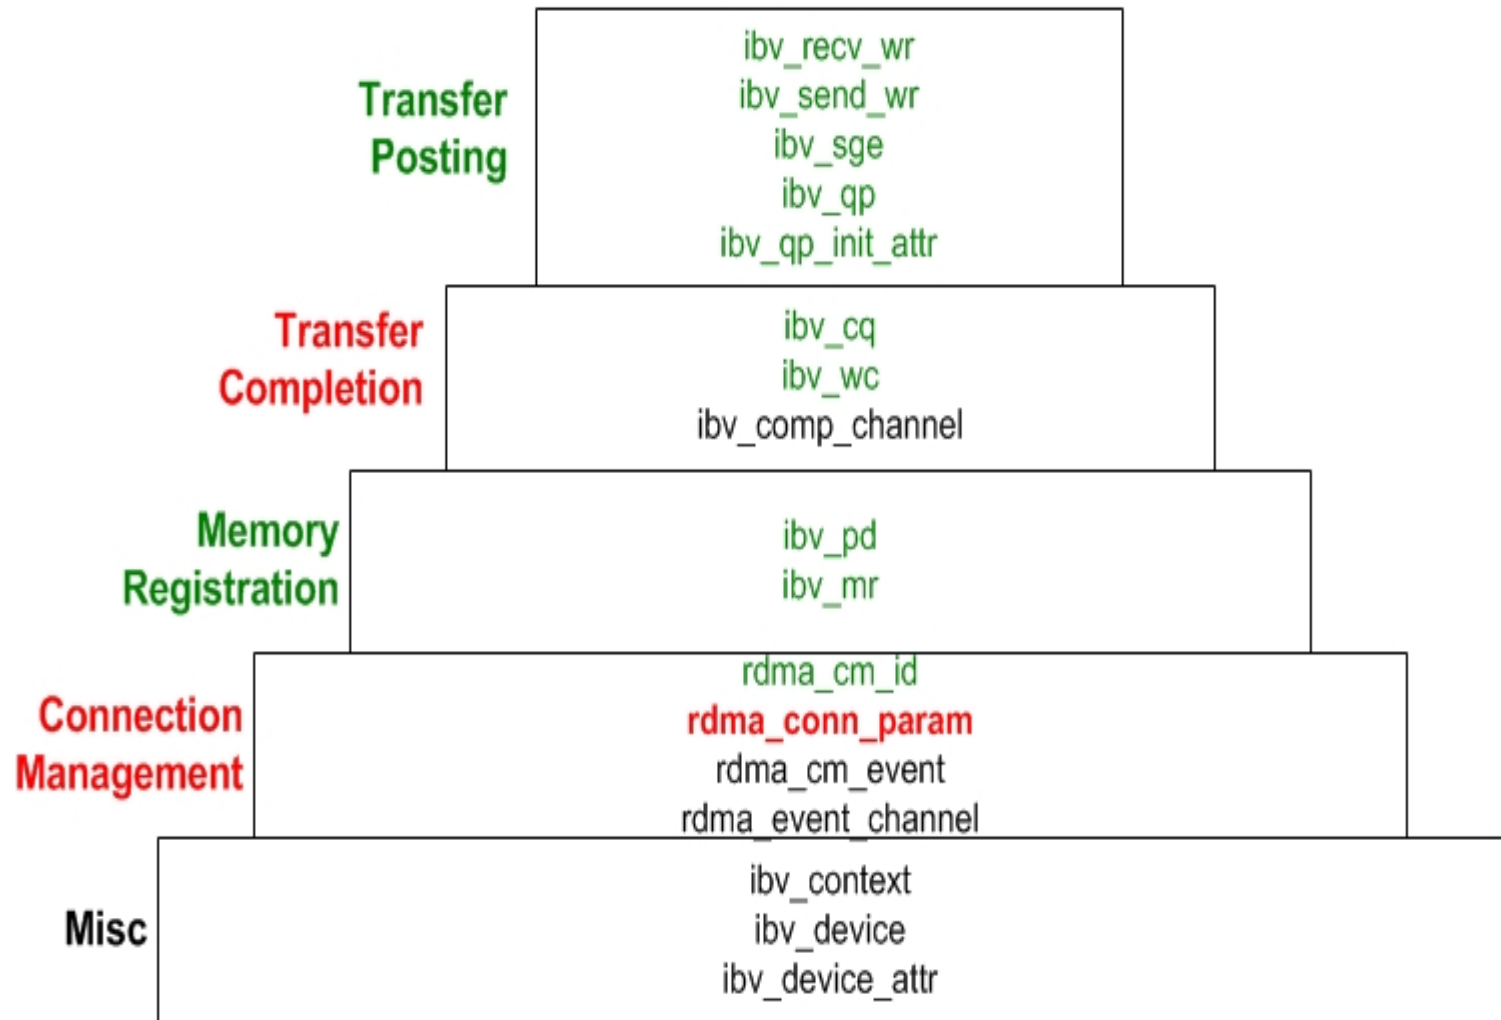 Transfer
Posting
ibv_recv_wr
ibv_send_wr
ibv_sge
ibv_qp
ibv_qp_init_attr
Transfer
Completion
ibv_cq
ibv_wc
ibv_comp_channel
Memory
Registration
ibv_pd
ibv_mr
Connection
Management
rdma_cm_id
rdma_conn_param
rdma_cm_event
rdma_event_channel
Misc
ibv_context
ibv_device
ibv_device_attr